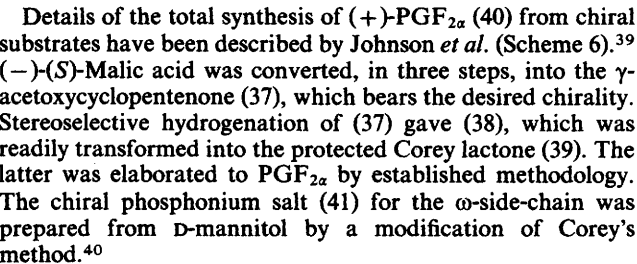 Details of the total synthesis of (+)-PGF2α (40) from chiral
substrates have been described by Johnson et al. (Scheme 6).39
(−)-(S)-Malic acid was converted, in three steps, into the γ-
acetoxycyclopentenone (37), which bears the desired chirality.
Stereoselective hydrogenation of (37) gave (38), which was
readily transformed into the protected Corey lactone (39). The
latter was elaborated to PGF2α by established methodology.
The chiral phosphonium salt (41) for the ω-side-chain was
prepared from D-mannitol by a modification of Corey's
method.40